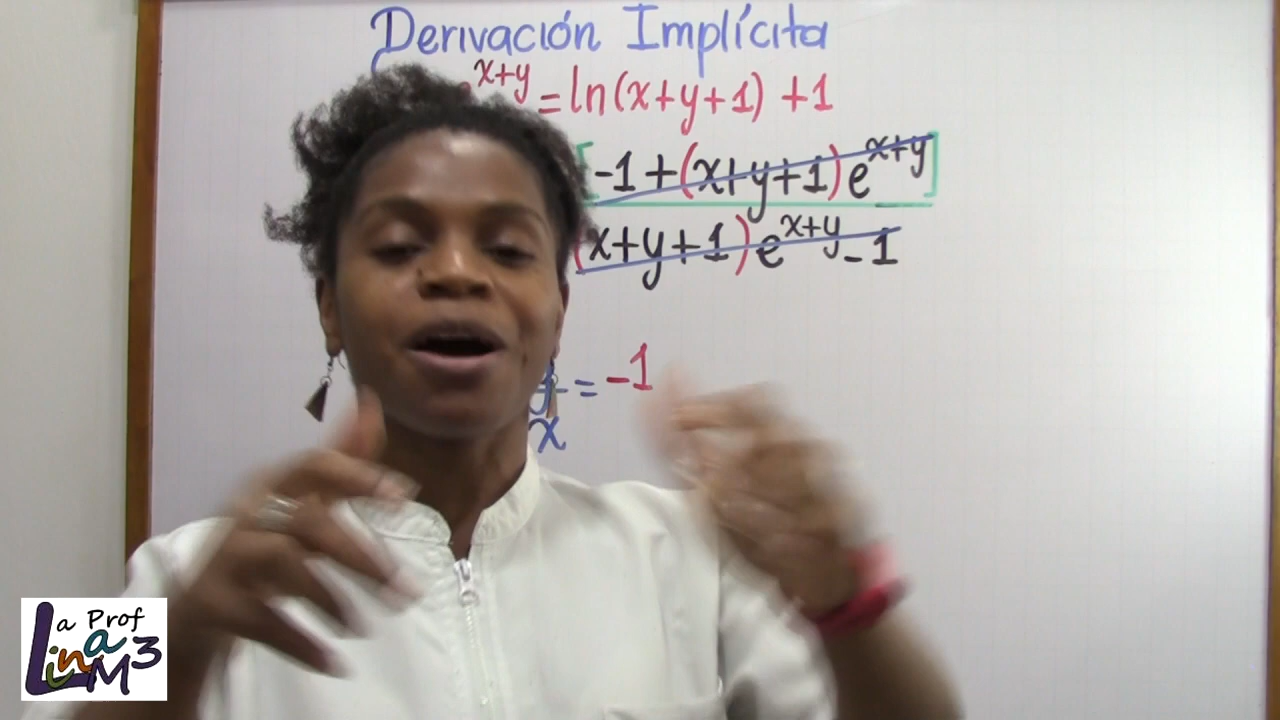 Derivación Implícita
x+y = ln(x+y+1) +1
[-1+(x+y+1)e^x+y]
(x+y+1)e^x+y -1
y = -1
x
La Prof
Lina
M3